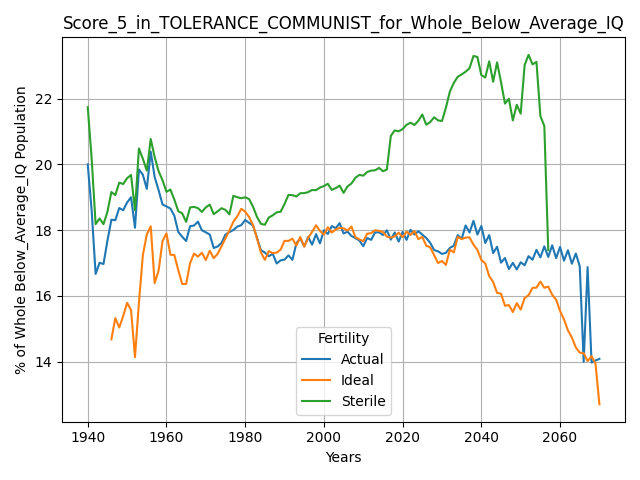 Score_5_in_TOLERANCE_COMMUNIST_for_Whole_Below_Average_IQ
% of Whole Below_Average_IQ Population
22
20
18
16
14
Fertility
Actual
Ideal
Sterile
1940 1960 1980 2000 2020 2040 2060
Years